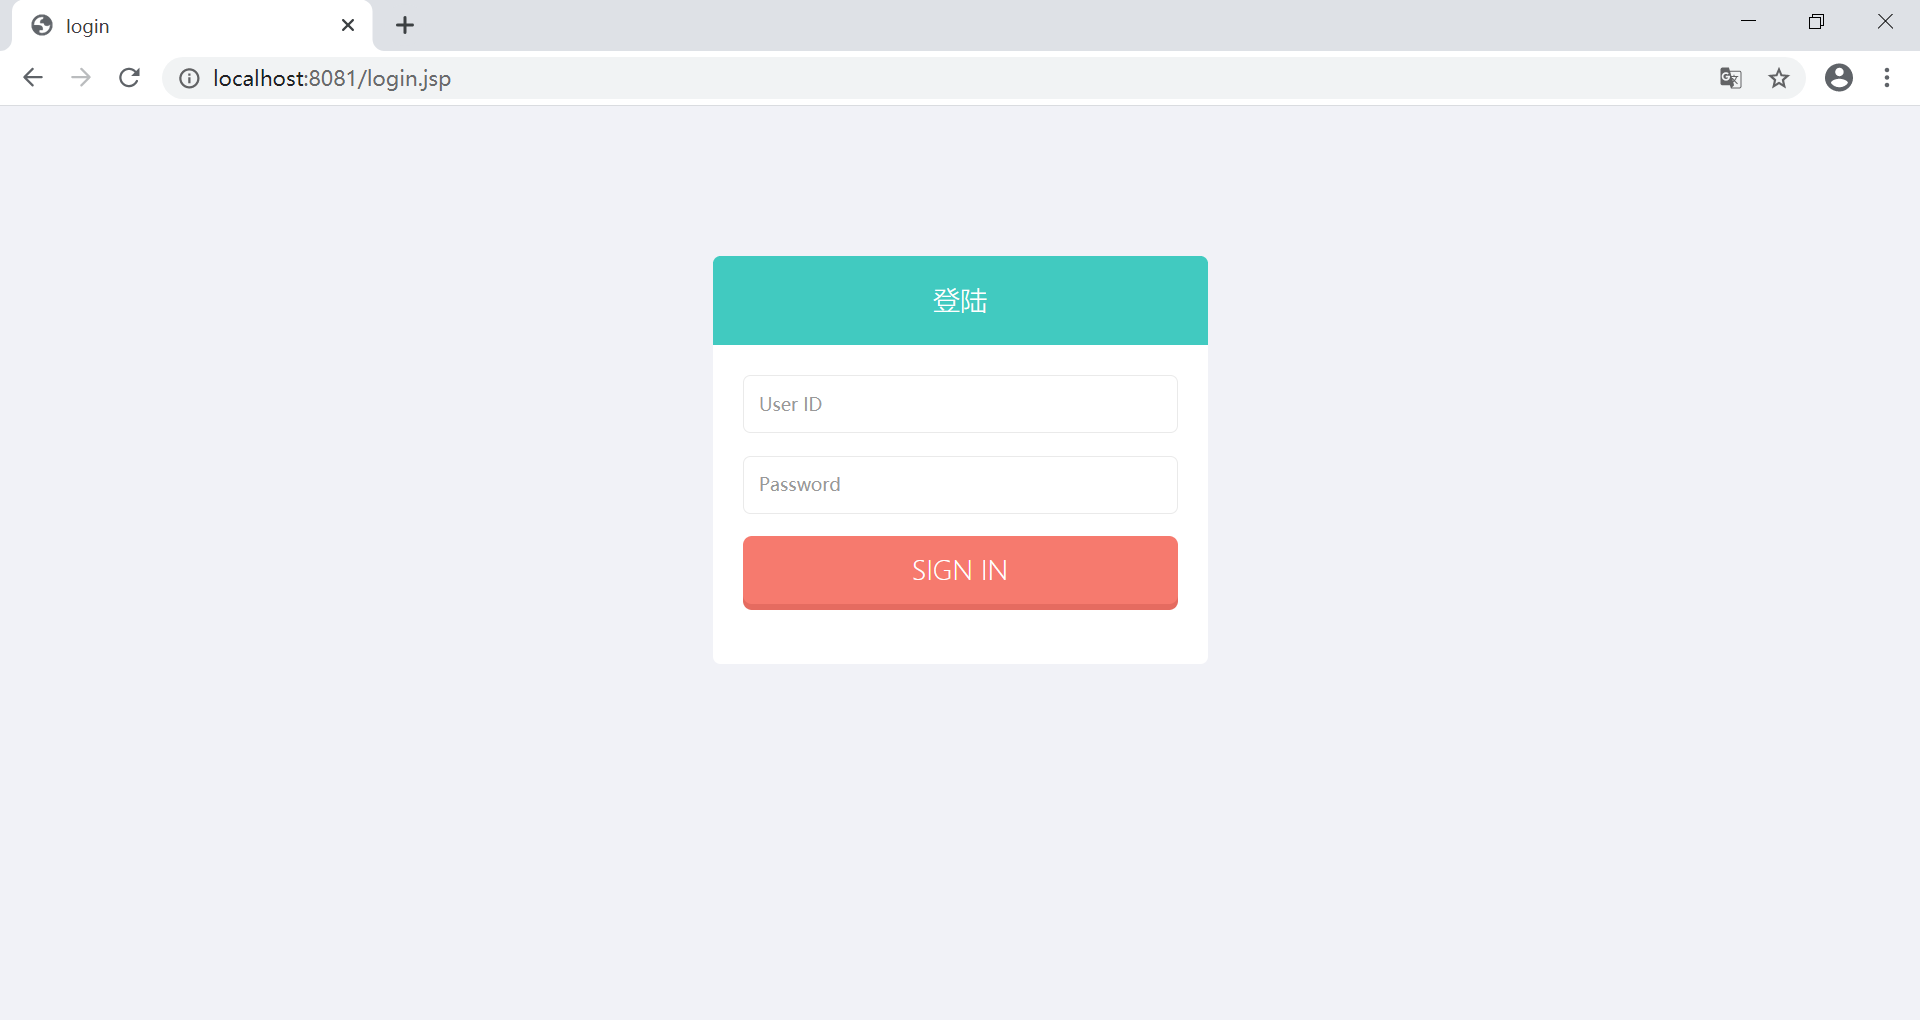 login
localhost:8081/login.jsp
登陆
User ID
Password
SIGN IN